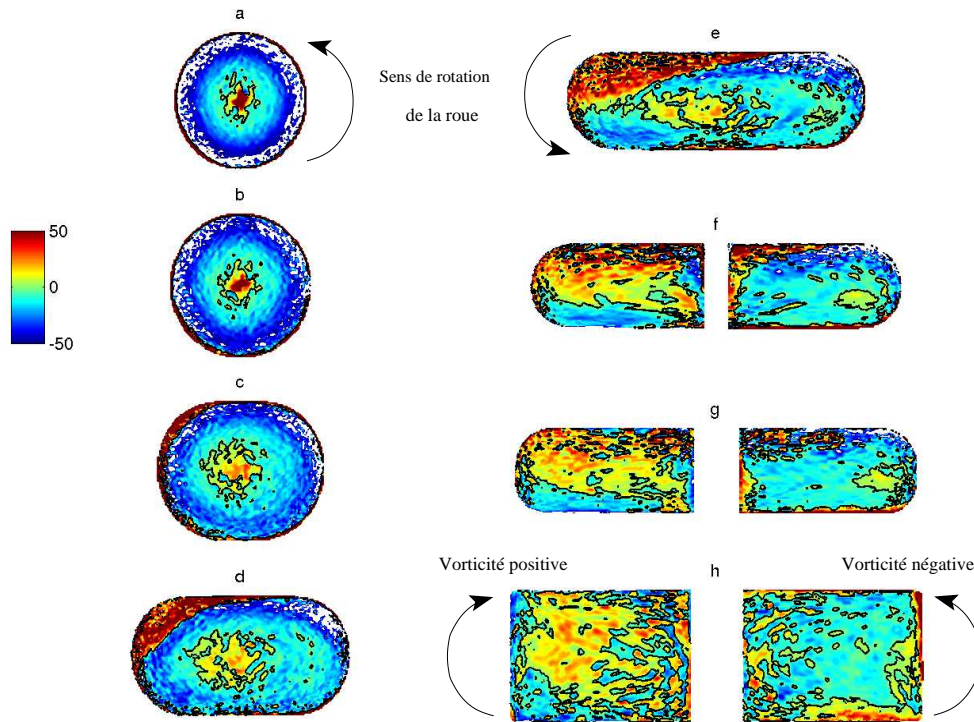 a
e
Sens de rotation
de la roue
b
f
50
0
-50
c
g
Vorticité positive
h
Vorticité négative
d